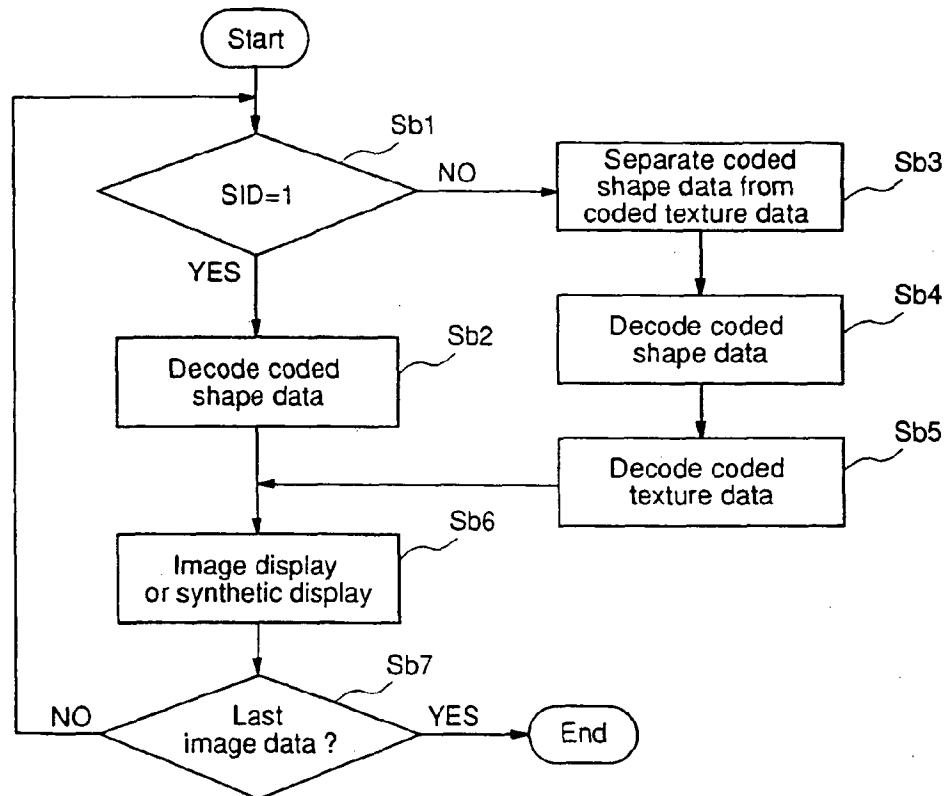 Start
Sb1
SID=1
NO
YES
Separate coded
shape data from
coded texture data
Sb3
Decode coded
shape data
Sb4
Decode coded
shape data
Sb2
Decode coded
texture data
Sb5
Image display
or synthetic display
Sb6
Last
image data ?
Sb7
NO
YES
End